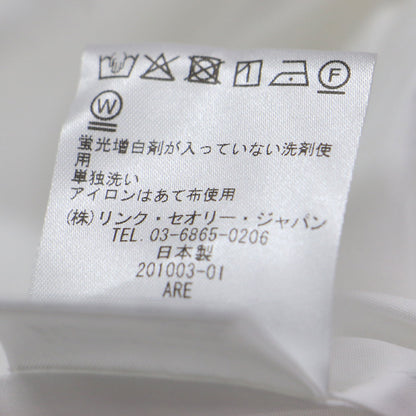 F
W
蛍光増白剤が入っていない洗剤使
用
単独洗い
アイロンはあて布使用
(株)リンク・セオリー・ジャパン
TEL. 03-6865-0206
日本製
201003-01
ARE